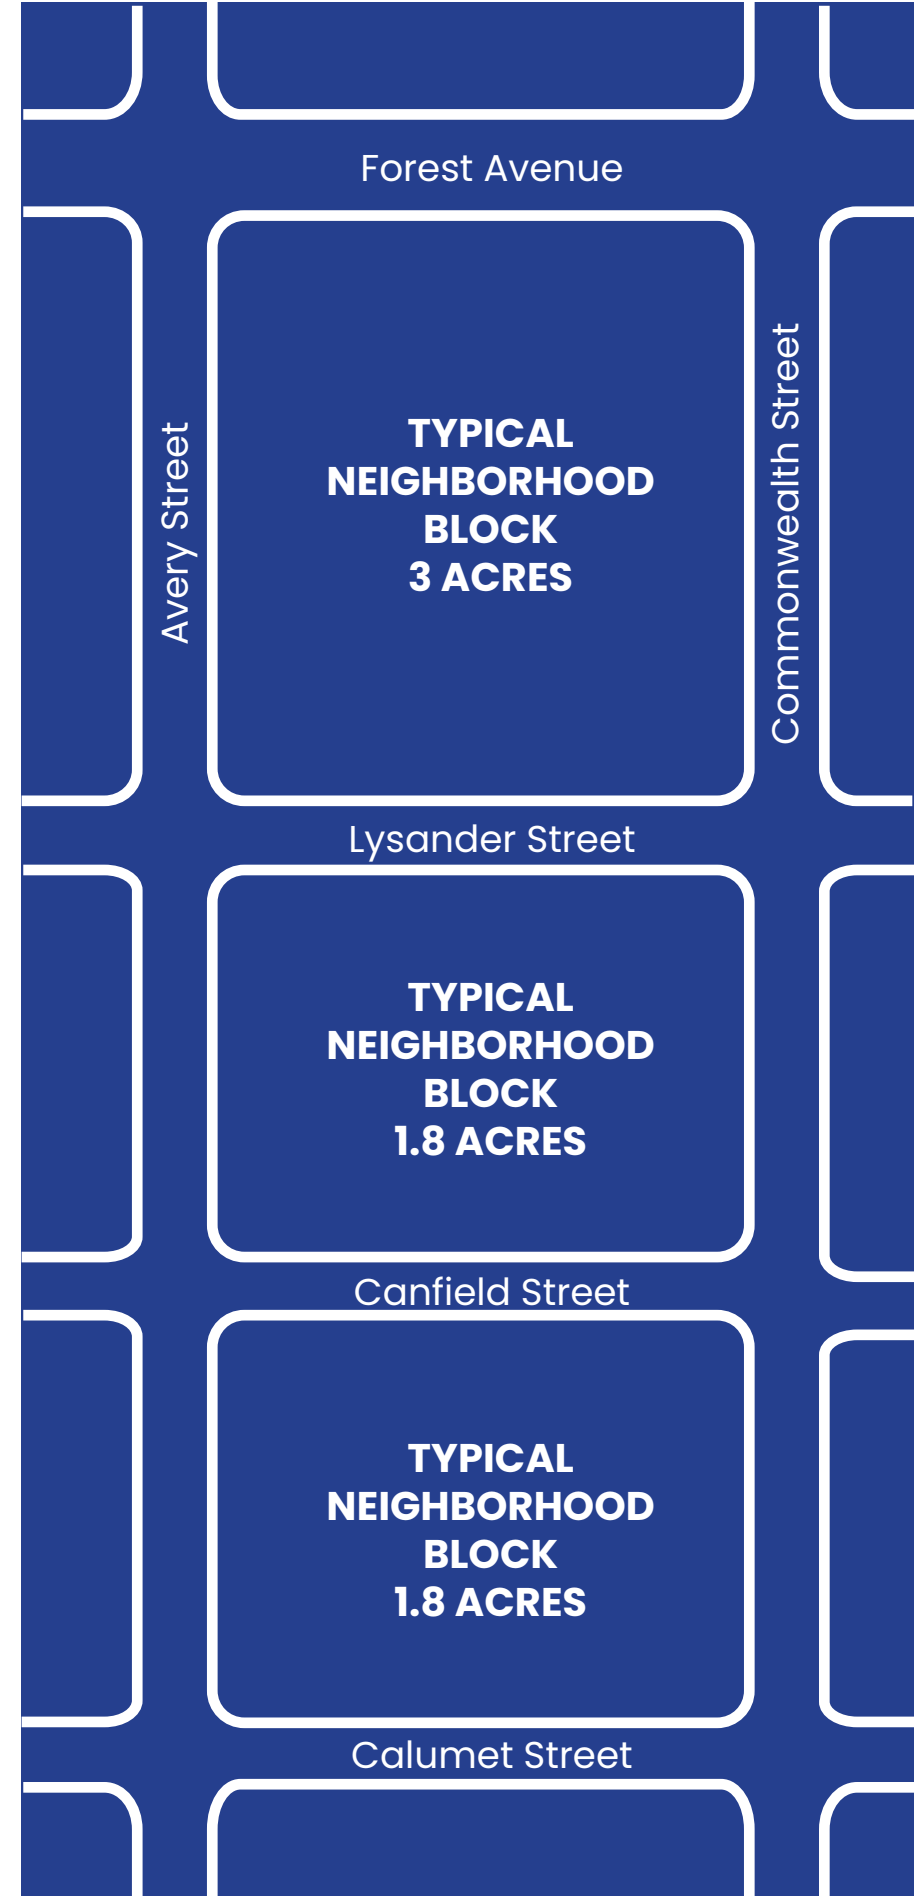 Forest Avenue
Avery Street
Commonwealth Street
TYPICAL
NEIGHBORHOOD
BLOCK
3 ACRES
Lysander Street
TYPICAL
NEIGHBORHOOD
BLOCK
1.8 ACRES
Canfield Street
TYPICAL
NEIGHBORHOOD
BLOCK
1.8 ACRES
Calumet Street